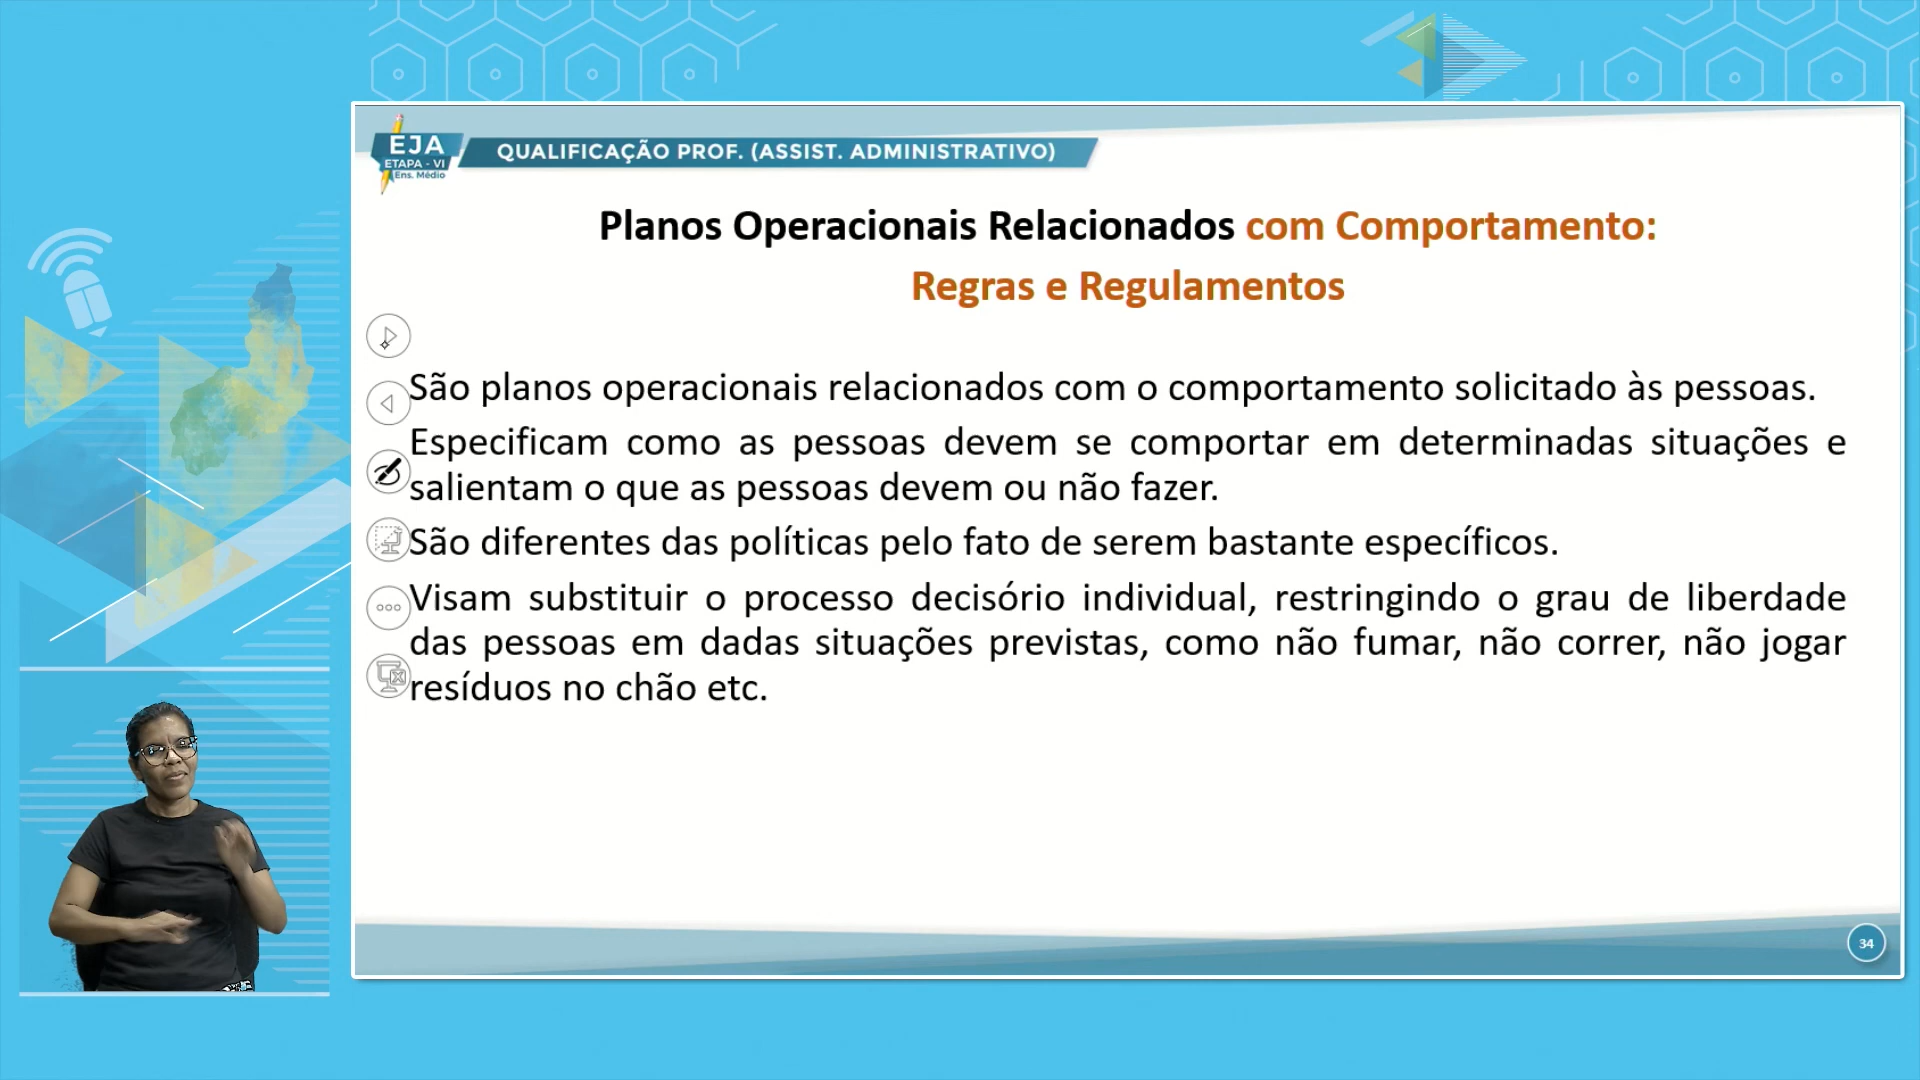 EJA
ETAPA - VI
Ens. Médio
QUALIFICAÇÃO PROF. (ASSIST. ADMINISTRATIVO)
Planos Operacionais Relacionados com Comportamento:
Regras e Regulamentos
São planos operacionais relacionados com o comportamento solicitado às pessoas.
Especificam como as pessoas devem se comportar em determinadas situações e
salientam o que as pessoas devem ou não fazer.
São diferentes das políticas pelo fato de serem bastante específicos.
Visam substituir o processo decisório individual, restringindo o grau de liberdade
das pessoas em dadas situações previstas, como não fumar, não correr, não jogar
resíduos no chão etc.
34